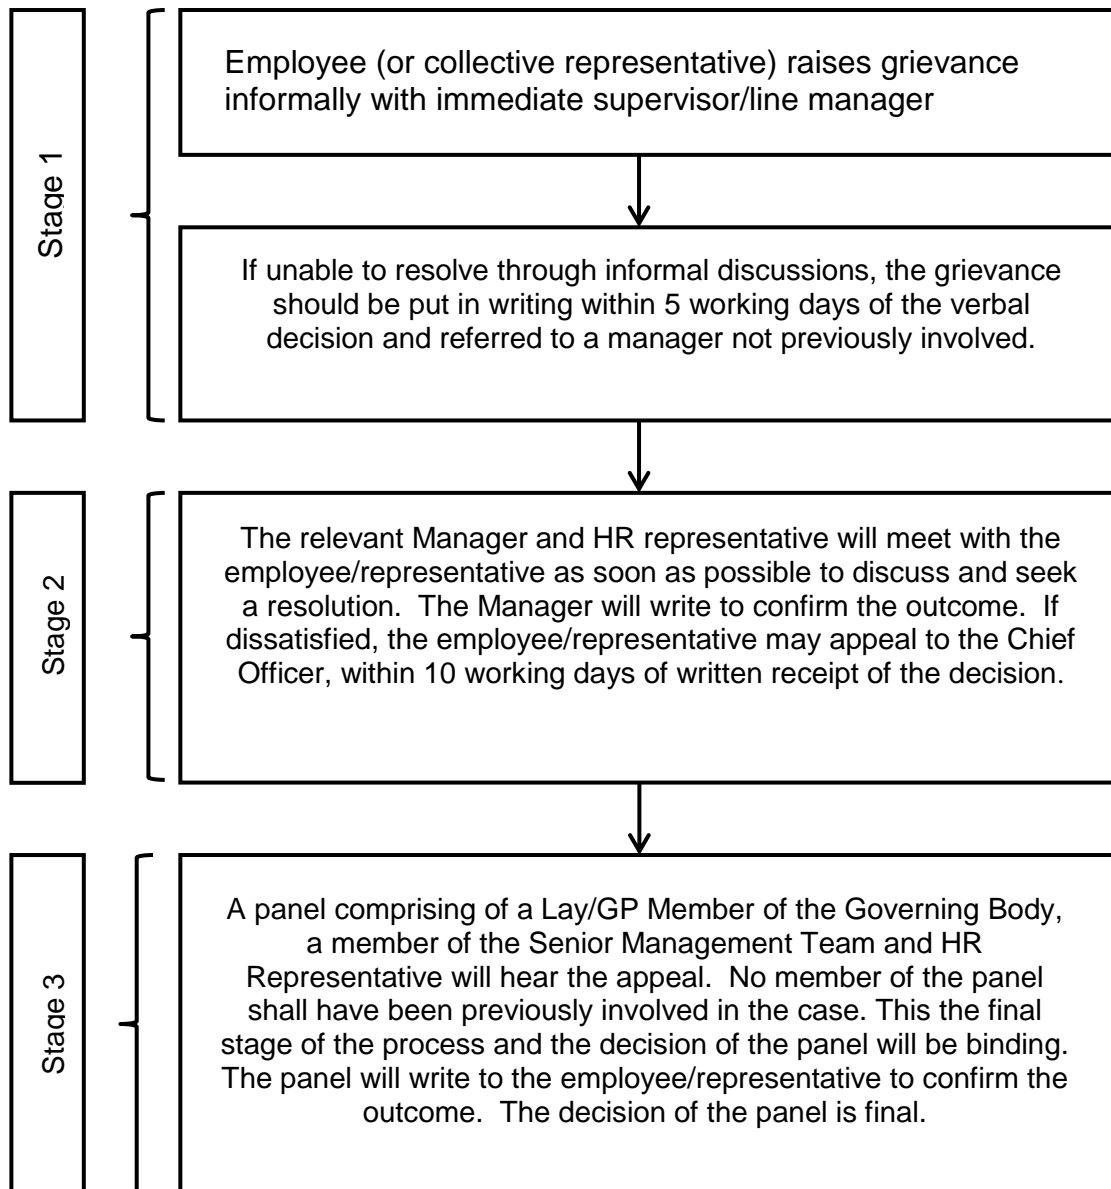 Stage 1
Employee (or collective representative) raises grievance
informally with immediate supervisor/line manager
If unable to resolve through informal discussions, the grievance
should be put in writing within 5 working days of the verbal
decision and referred to a manager not previously involved.
Stage 2
The relevant Manager and HR representative will meet with the
employee/representative as soon as possible to discuss and seek
a resolution.  The Manager will write to confirm the outcome.  If
dissatisfied, the employee/representative may appeal to the Chief
Officer, within 10 working days of written receipt of the decision.
Stage 3
A panel comprising of a Lay/GP Member of the Governing Body,
a member of the Senior Management Team and HR
Representative will hear the appeal.  No member of the panel
shall have been previously involved in the case. This the final
stage of the process and the decision of the panel will be binding.
The panel will write to the employee/representative to confirm the
outcome.  The decision of the panel is final.